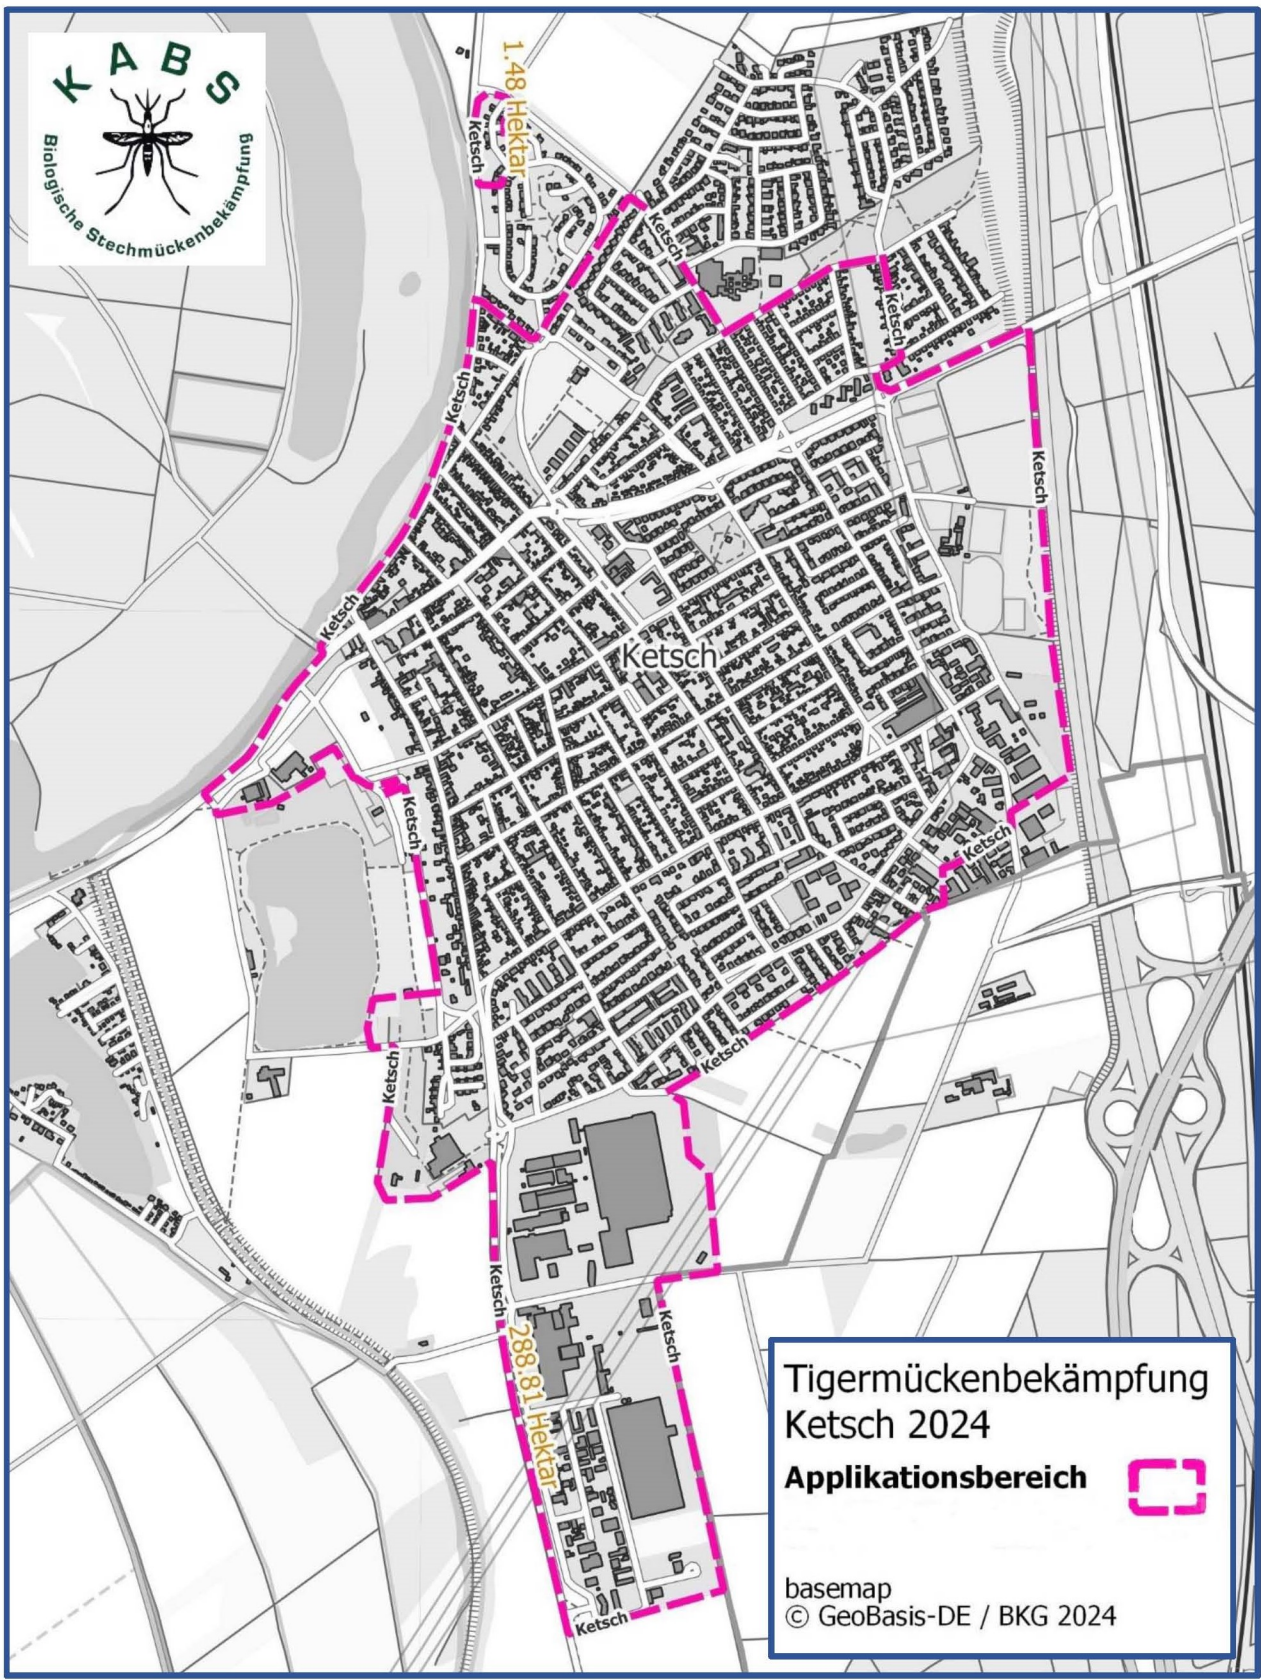 KABS
Biologische Stechmückenbekämpfung
1.48 Hektar
Ketsch
Ketsch
Ketsch
Ketsch
Ketsch
Ketsch
Ketsch
Ketsch
Ketsch
Ketsch
Ketsch
Ketsch
Ketsch
Ketsch
288.81 Hektar
Ketsch
Tigermückenbekämpfung
Ketsch 2024
Applikationsbereich
basemap
© GeoBasis-DE / BKG 2024